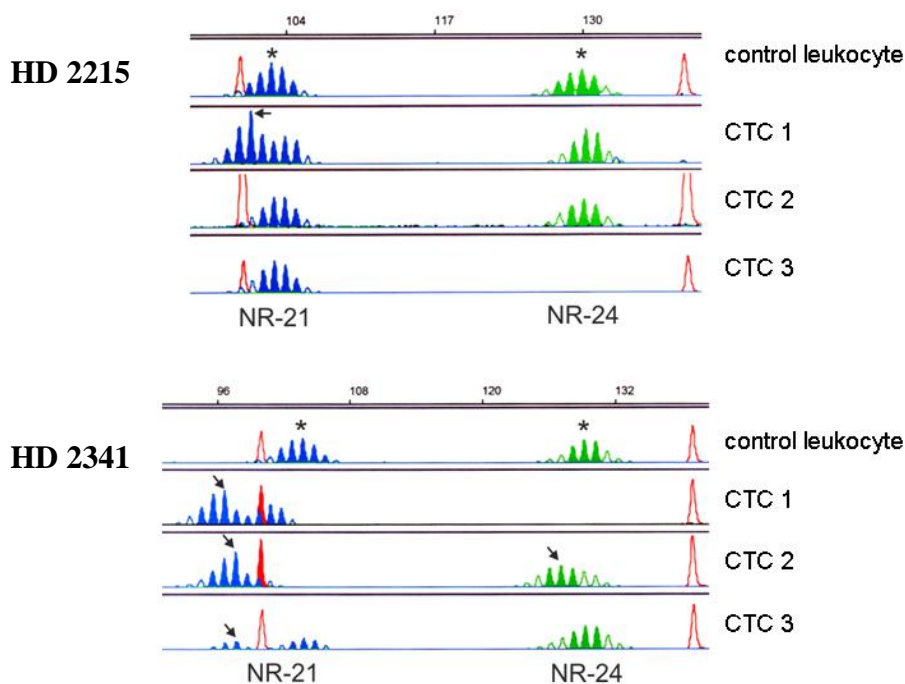 104 117 130
HD 2215
* * control leukocyte
CTC 1
CTC 2
CTC 3
NR-21 NR-24
96 108 120 132
HD 2341
* * control leukocyte
CTC 1
CTC 2
CTC 3
NR-21 NR-24